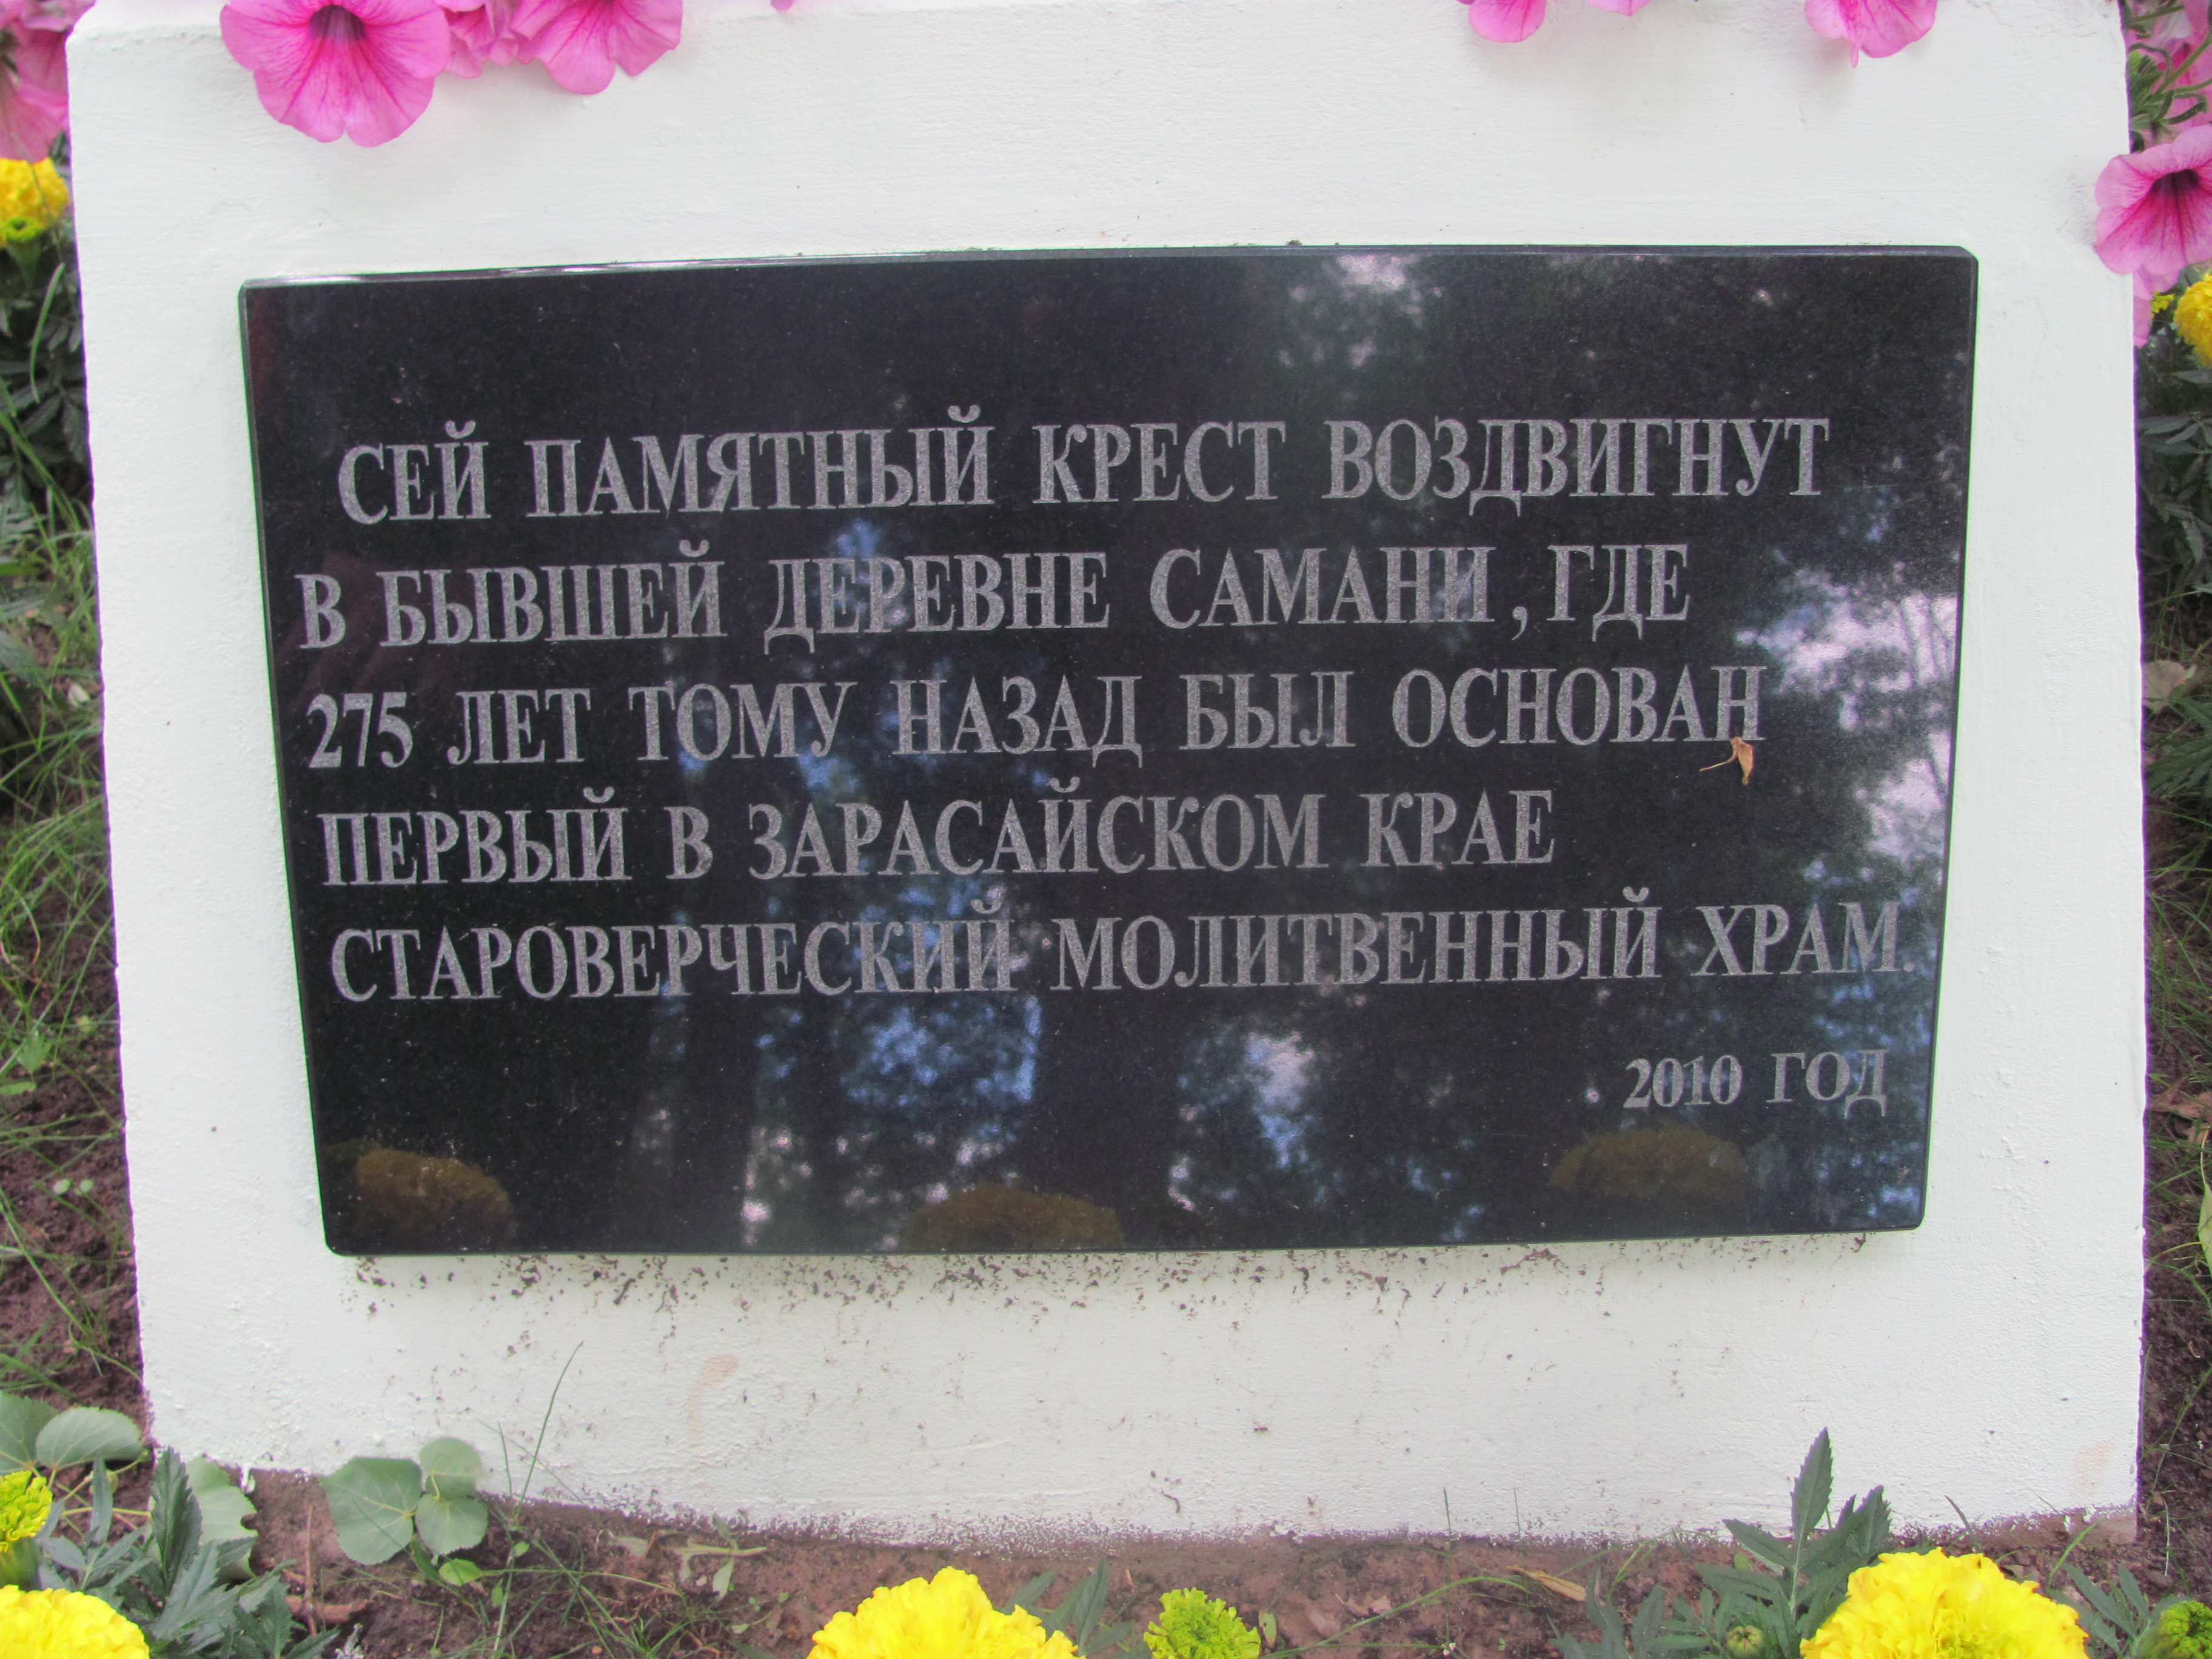 СЕЙ ПАМЯТНЫЙ КРЕСТ ВОЗДВИГНУТ
В БЫВШЕЙ ДЕРЕВНЕ САМАНИ, ГДЕ
275 ЛЕТ ТОМУ НАЗАД БЫЛ ОСНОВАН
ПЕРВЫЙ В ЗАРАСАЙСКОМ КРАЕ
СТАРОВЕРЧЕСКИЙ МОЛИТВЕННЫЙ ХРАМ.
2010 ГОД